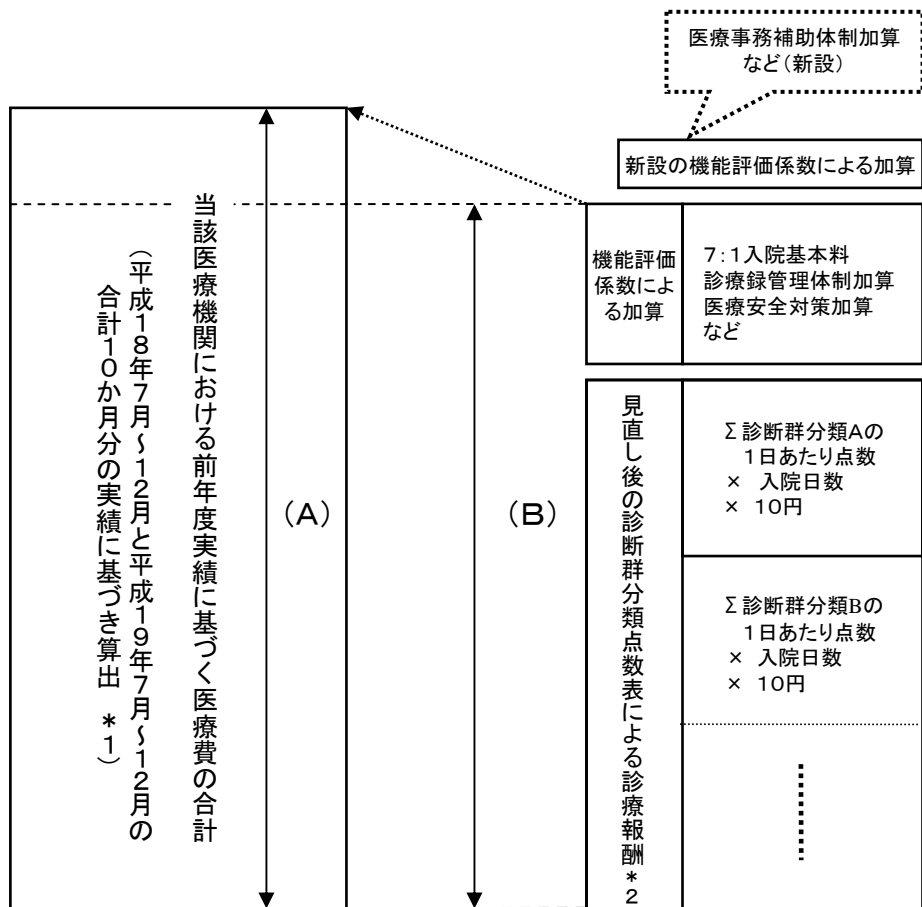 医療事務補助体制加算
など（新設）
新設の機能評価係数による加算
当該医療機関における前年度実績に基づく医療費の合計
（平成１８年７月～１２月と平成１９年７月～１２月の
合計１０か月分の実績に基づき算出　＊１）
（A）
（B）
機能評価
係数によ
る加算
７：１入院基本料
診療録管理体制加算
医療安全対策加算
など
見直し後の診断群分類点数表による診療報酬＊２
Σ診断群分類Aの
１日あたり点数
×　入院日数
×　１０円
Σ診断群分類Bの
１日あたり点数
×　入院日数
×　１０円